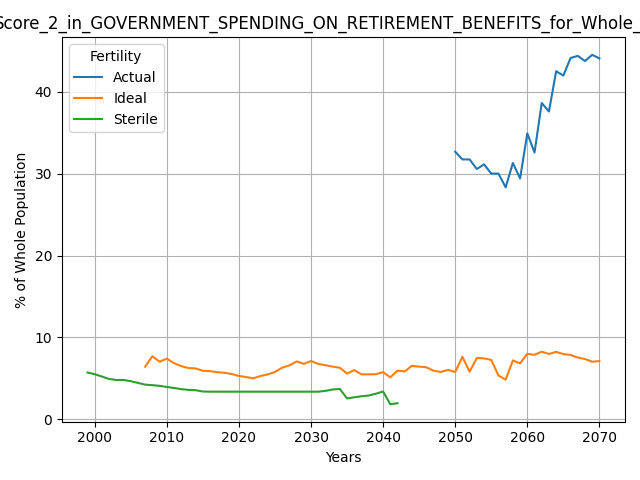 Score_2_in_GOVERNMENT_SPENDING_ON_RETIREMENT_BENEFITS_for_Whole_
Fertility
Actual
Ideal
Sterile
% of Whole Population
40
30
20
10
0
2000 2010 2020 2030 2040 2050 2060 2070
Years